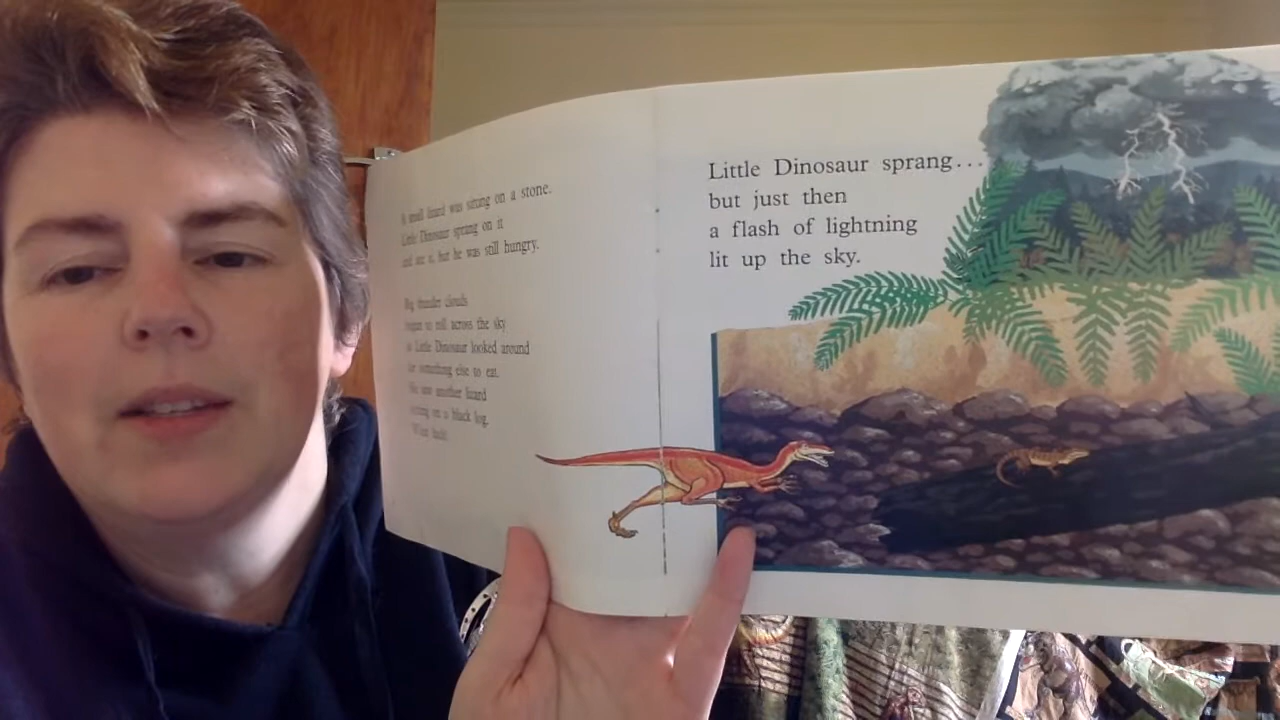 A small lizard was sitting on a stone.
Little Dinosaur sprang on it
and ate it, but he was still hungry.
Big thunder clouds
began to roll across the sky
as Little Dinosaur looked around
for something else to eat.
He saw another lizard
sitting on a black log.
Little Dinosaur sprang...
but just then
a flash of lightning
lit up the sky.